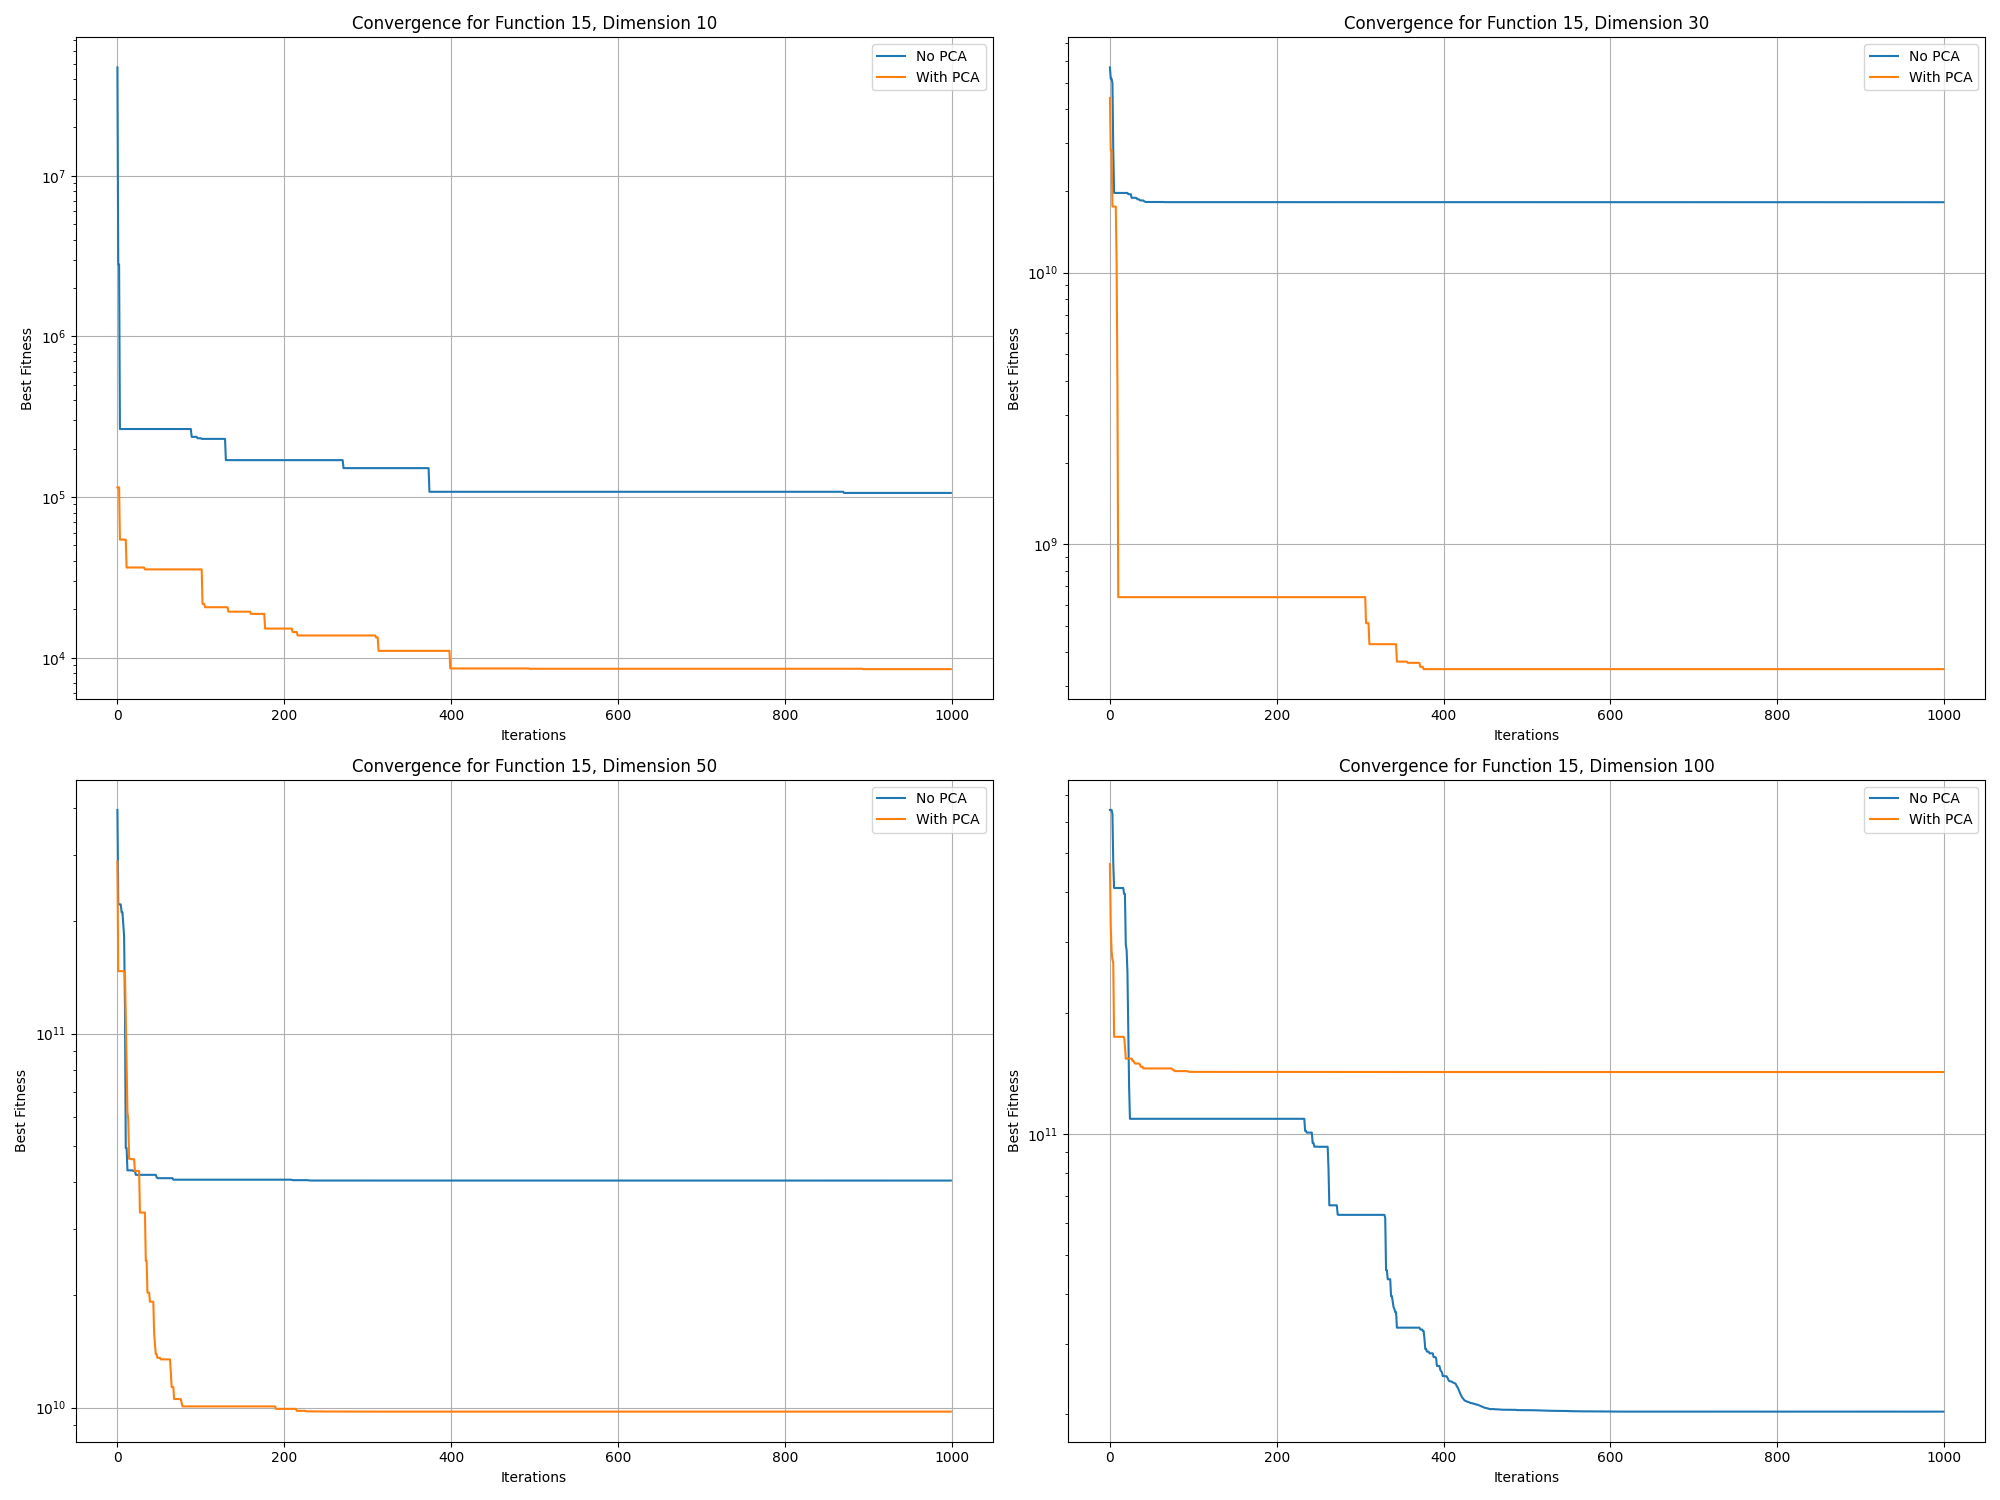 Convergence for Function 15, Dimension 10
No PCA
With PCA
10^7
10^6
10^5
10^4
Best Fitness
0 200 400 600 800 1000
Iterations
Convergence for Function 15, Dimension 30
No PCA
With PCA
10^10
10^9
Best Fitness
0 200 400 600 800 1000
Iterations
Convergence for Function 15, Dimension 50
No PCA
With PCA
10^11
10^10
Best Fitness
0 200 400 600 800 1000
Iterations
Convergence for Function 15, Dimension 100
No PCA
With PCA
10^11
Best Fitness
0 200 400 600 800 1000
Iterations